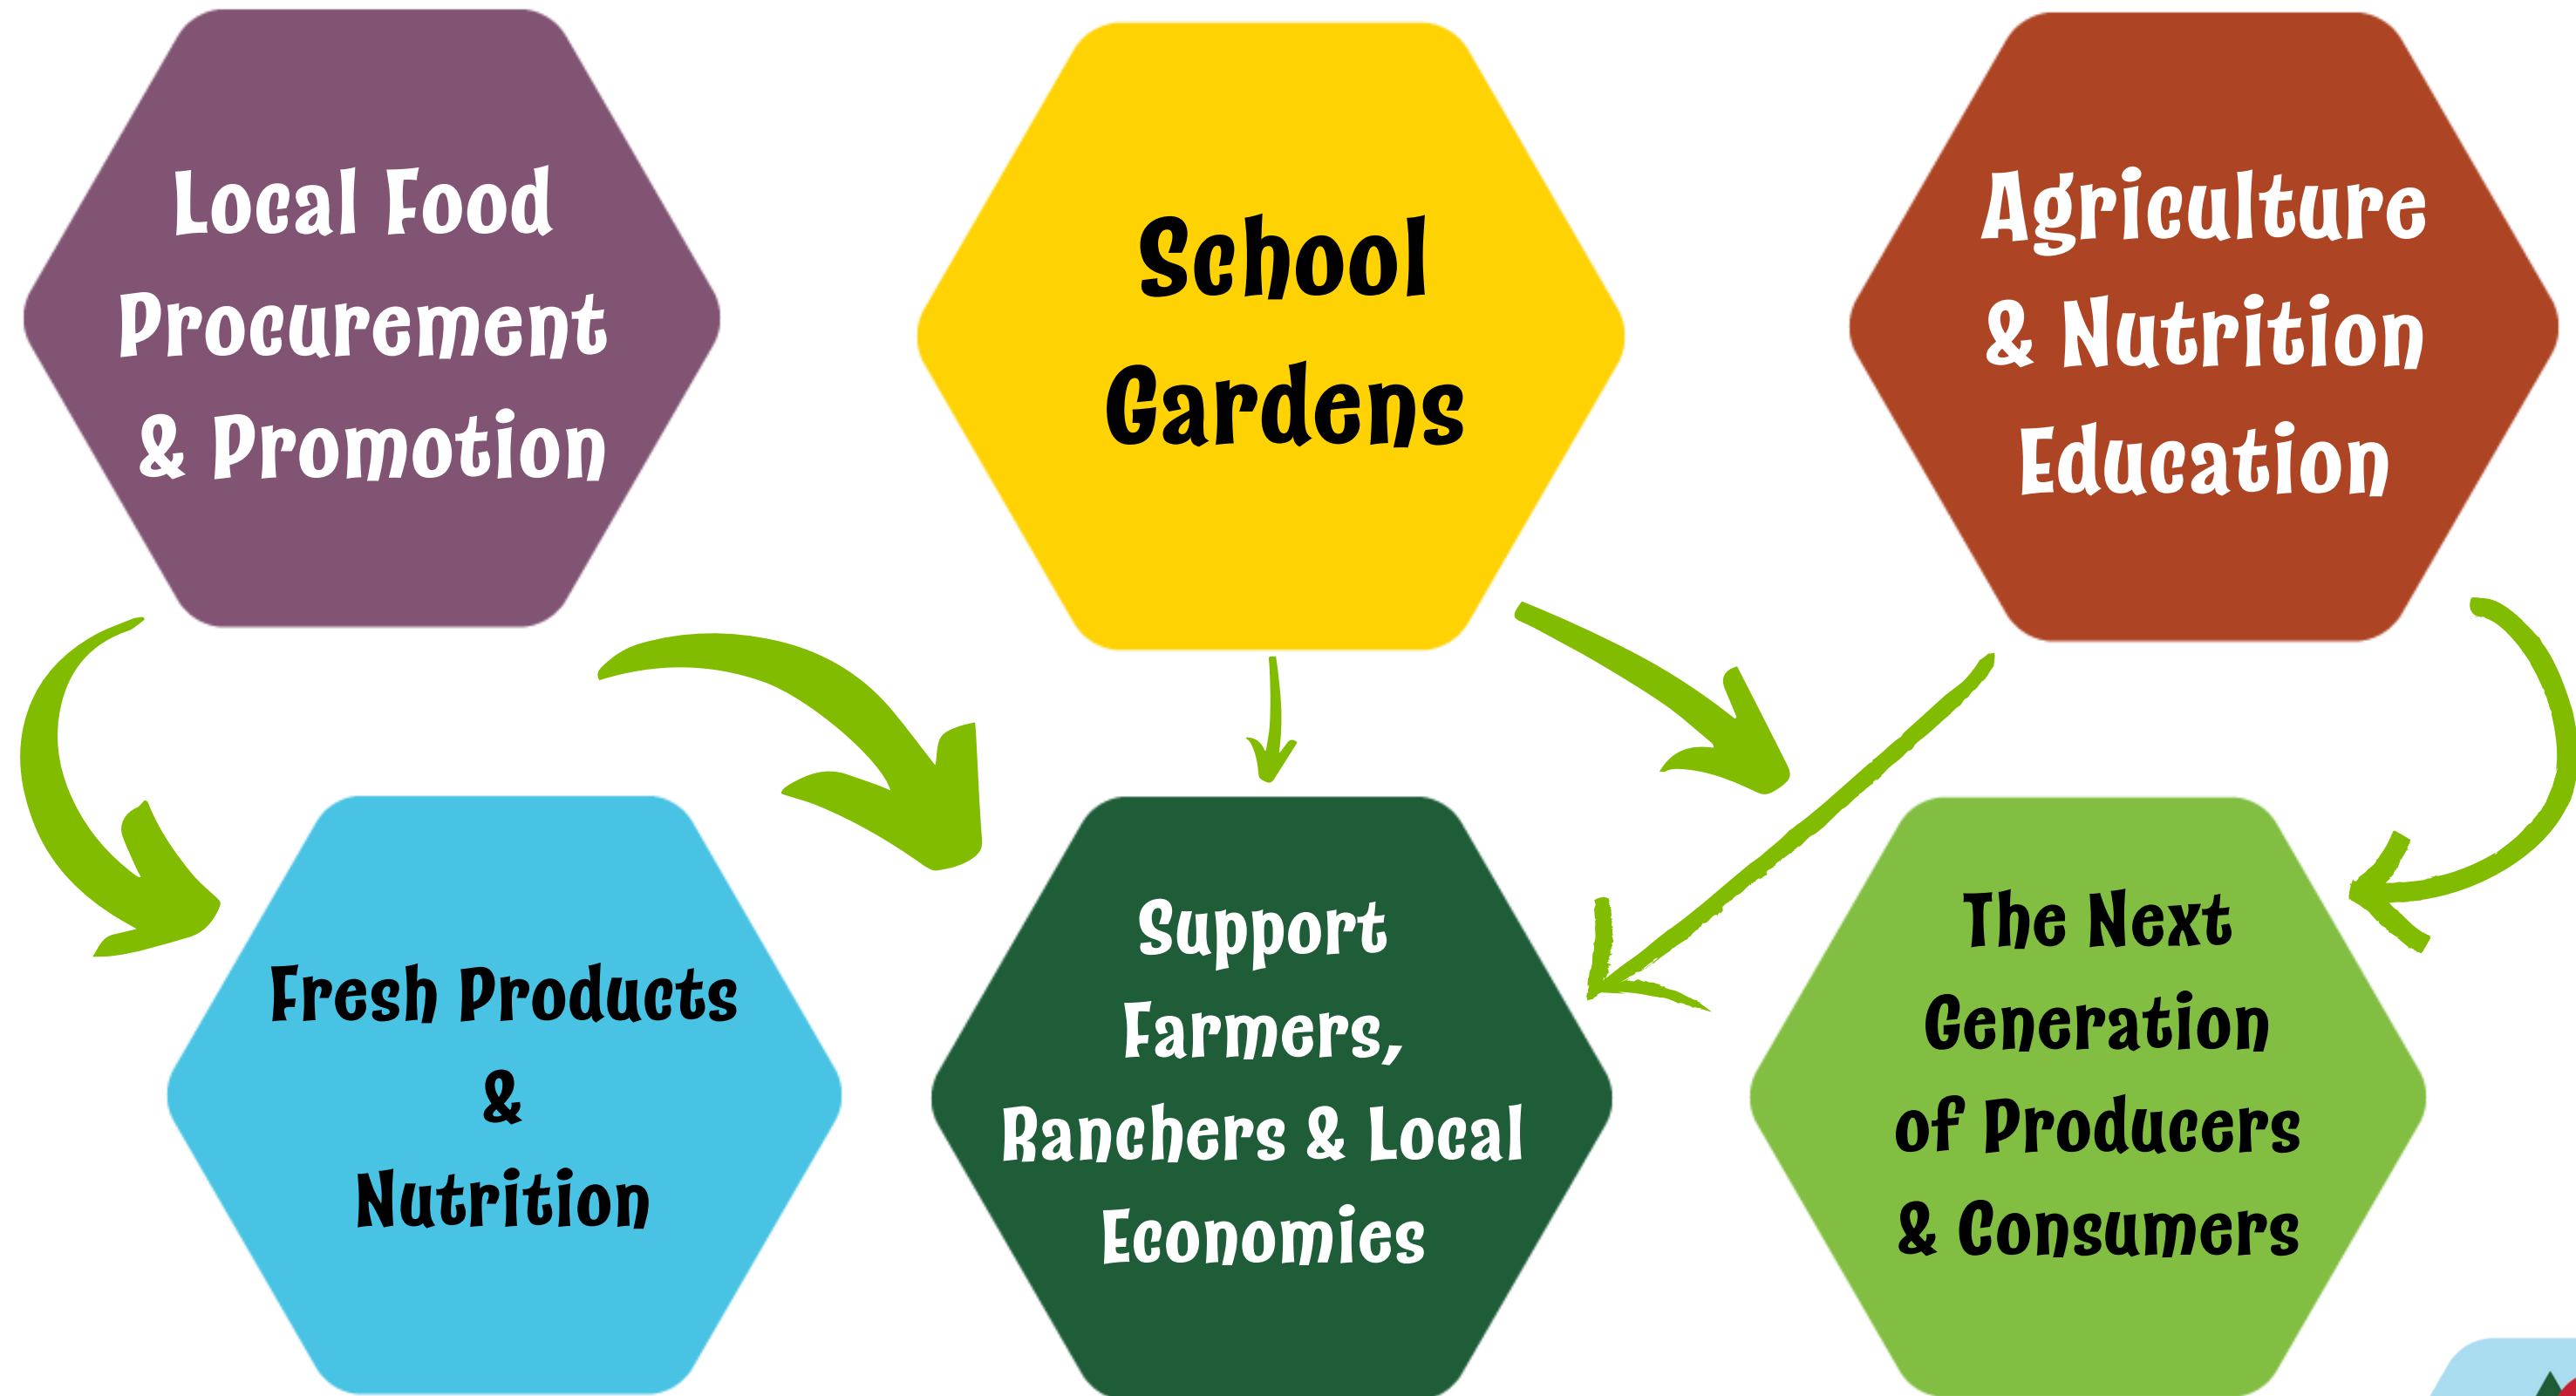 Local Food
Procurement
& Promotion
School
Gardens
Agriculture
& Nutrition
Education
Fresh Products
&
Nutrition
Support
Farmers,
Ranchers & Local
Economies
The Next
Generation
of Producers
& Consumers